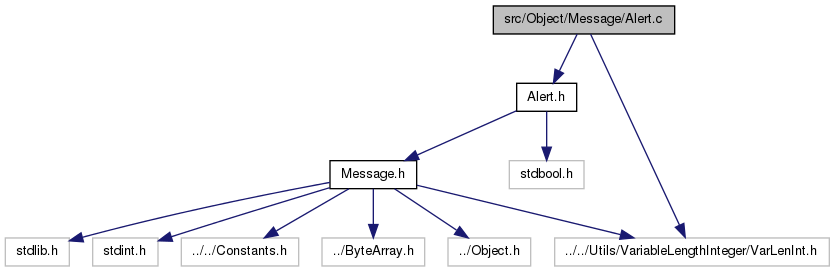 src/Object/Message/Alert.c
Alert.h
Message.h
stdbool.h
stdlib.h
stdint.h
../../Constants.h
../ByteArray.h
../Object.h
../../Utils/VariableLengthInteger/VarLenInt.h